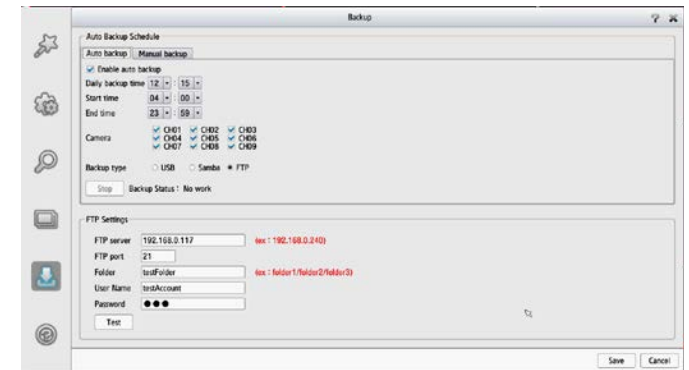 Backup
Auto Backup Schedule
Auto backup Manual backup
Enable auto backup
Daily backup time 12 : 15
Start time 04 : 00
End time 23 : 59
Camera
CH01 CH02 CH03
CH04 CH05 CH06
CH07 CH08 CH09
Backup type USB Samba FTP
Stop Backup Status : No work
FTP Settings
FTP server 192.168.0.117 (ex : 192.168.0.240)
FTP port 21
Folder testFolder (ex : folder1/folder2/folder3)
User Name testAccount
Password ●●●
Test
Save Cancel